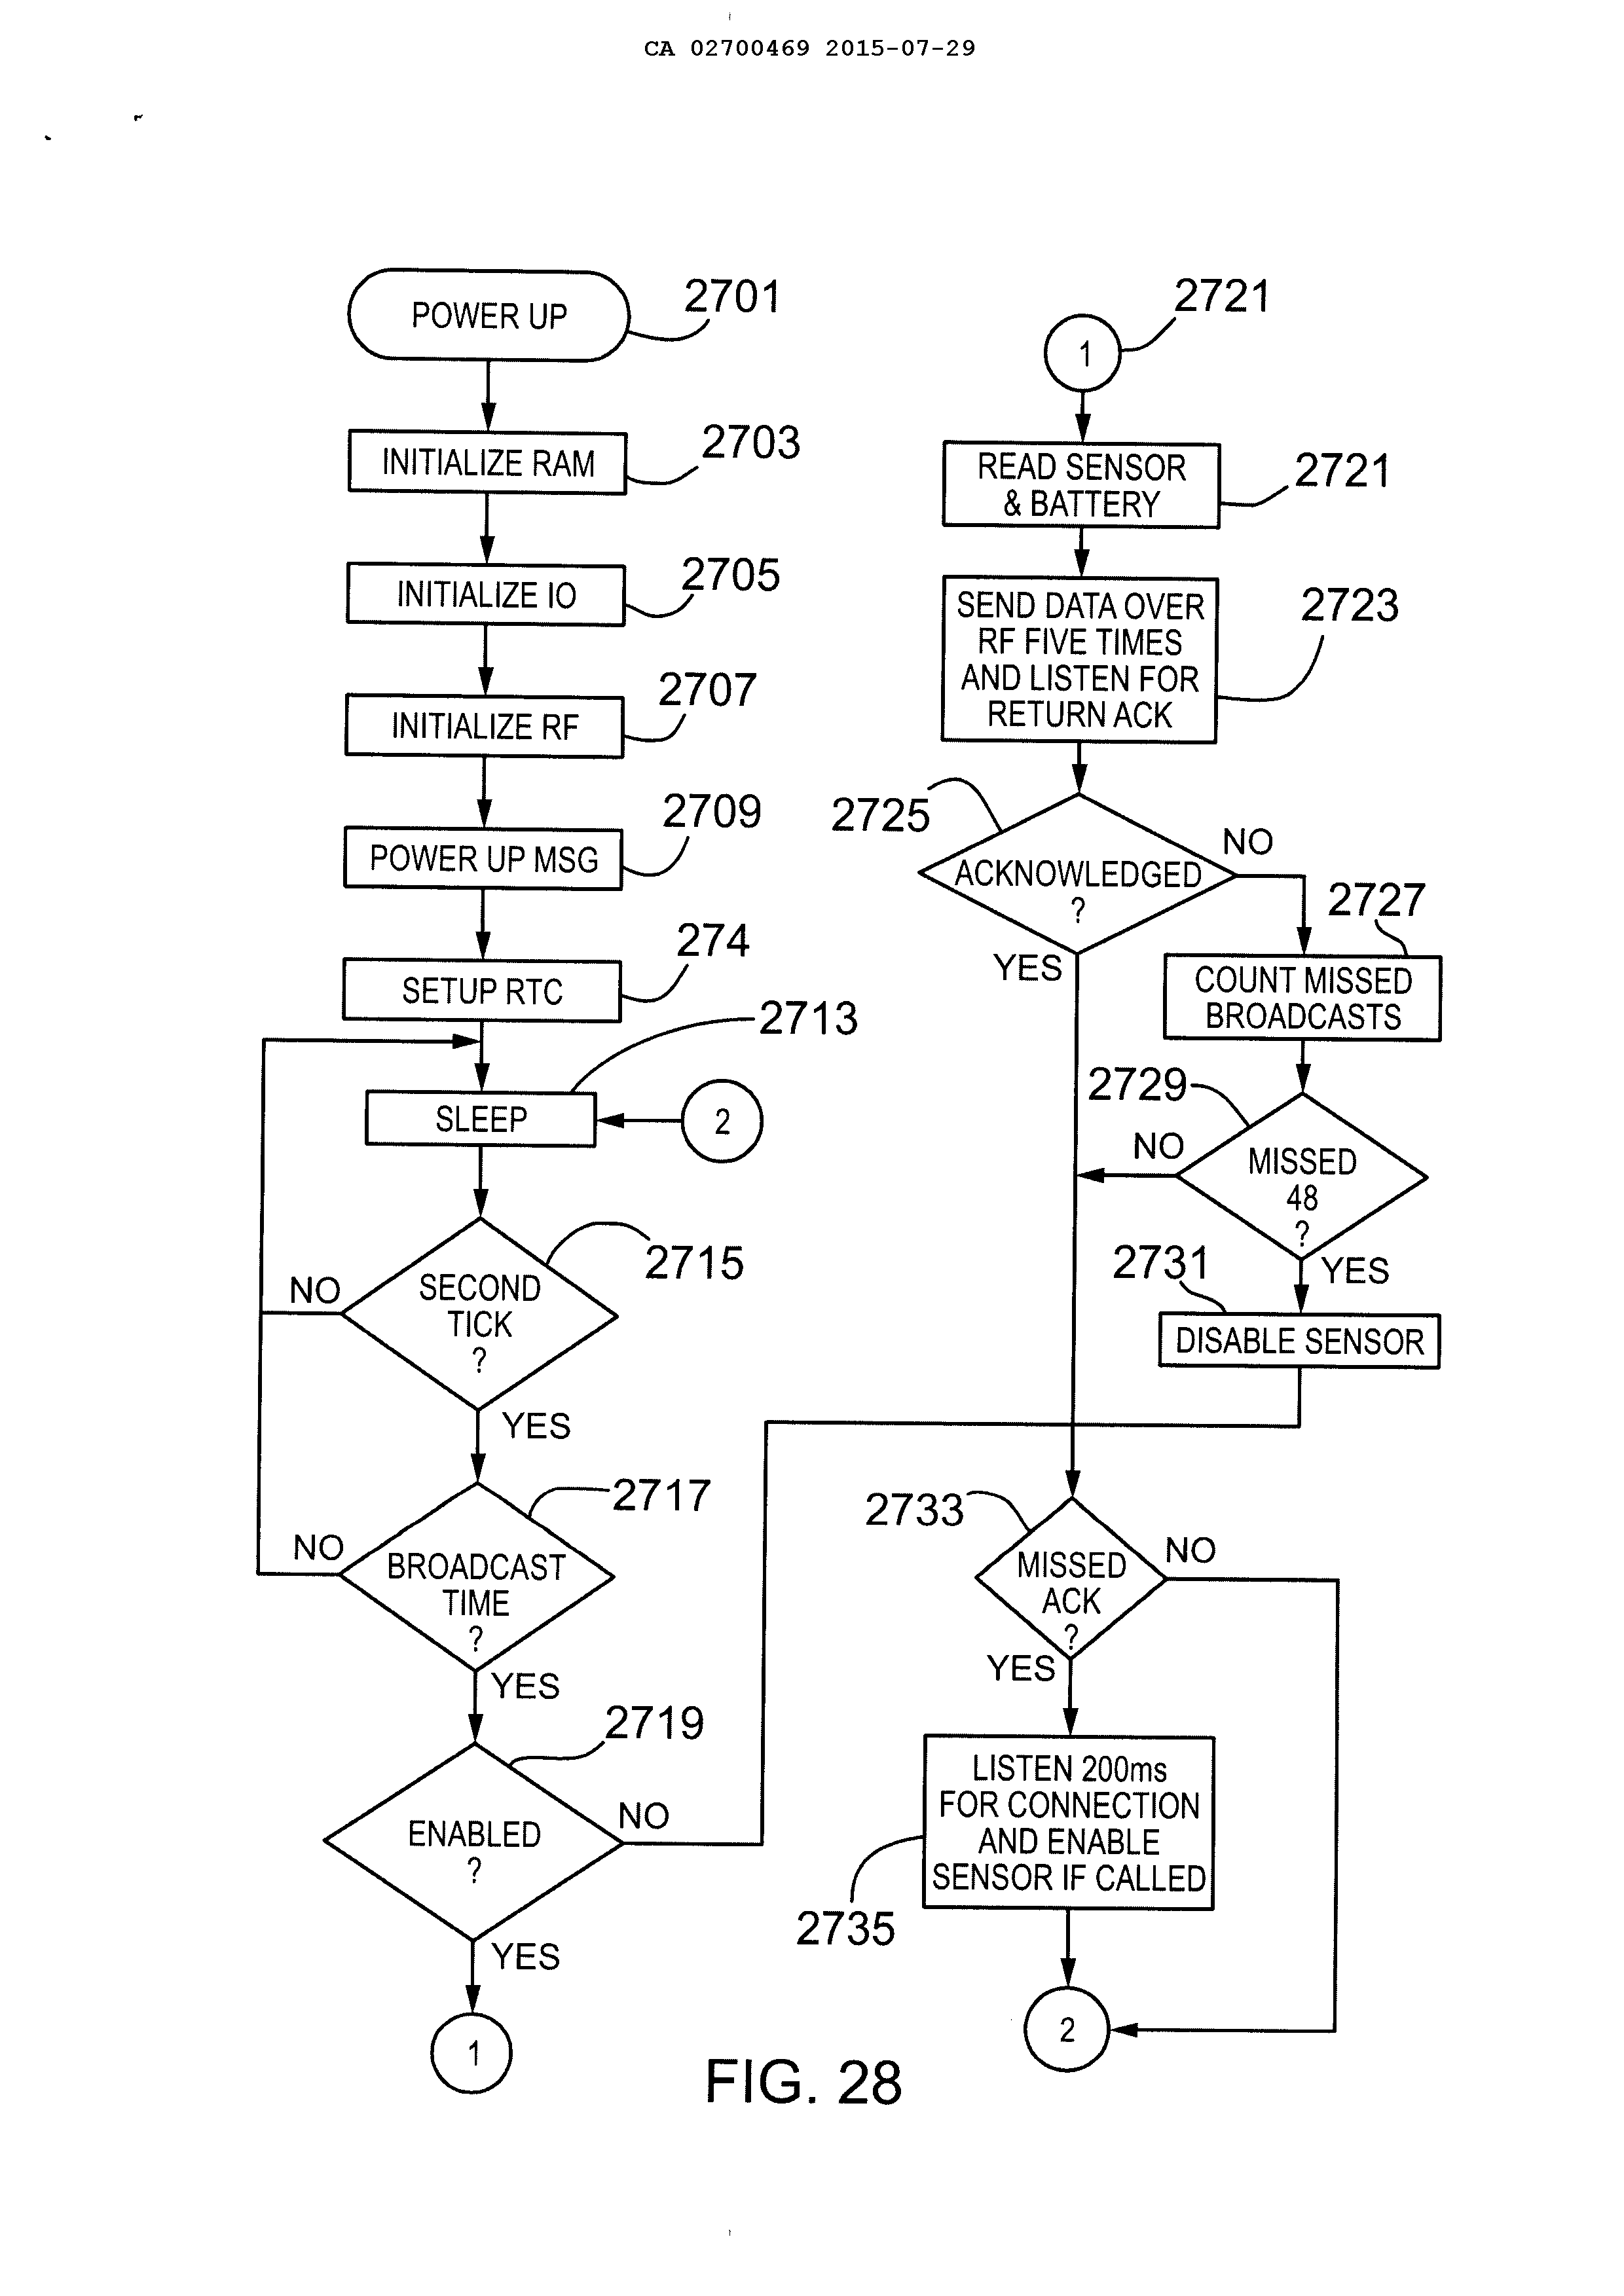 CA 02700469 2015-07-29
POWER UP
2701
INITIALIZE RAM
2703
INITIALIZE IO
2705
INITIALIZE RF
2707
POWER UP MSG
2709
SETUP RTC
274
SLEEP
2713
2
SECOND
TICK
?
2715
NO
YES
BROADCAST
TIME
?
2717
NO
YES
ENABLED
?
2719
NO
YES
1
1
2721
READ SENSOR
& BATTERY
2721
SEND DATA OVER
RF FIVE TIMES
AND LISTEN FOR
RETURN ACK
2723
ACKNOWLEDGED
?
2725
NO
YES
COUNT MISSED
BROADCASTS
2727
MISSED
48
?
2729
NO
YES
DISABLE SENSOR
2731
MISSED
ACK
?
2733
NO
YES
LISTEN 200ms
FOR CONNECTION
AND ENABLE
SENSOR IF CALLED
2735
2
FIG. 28